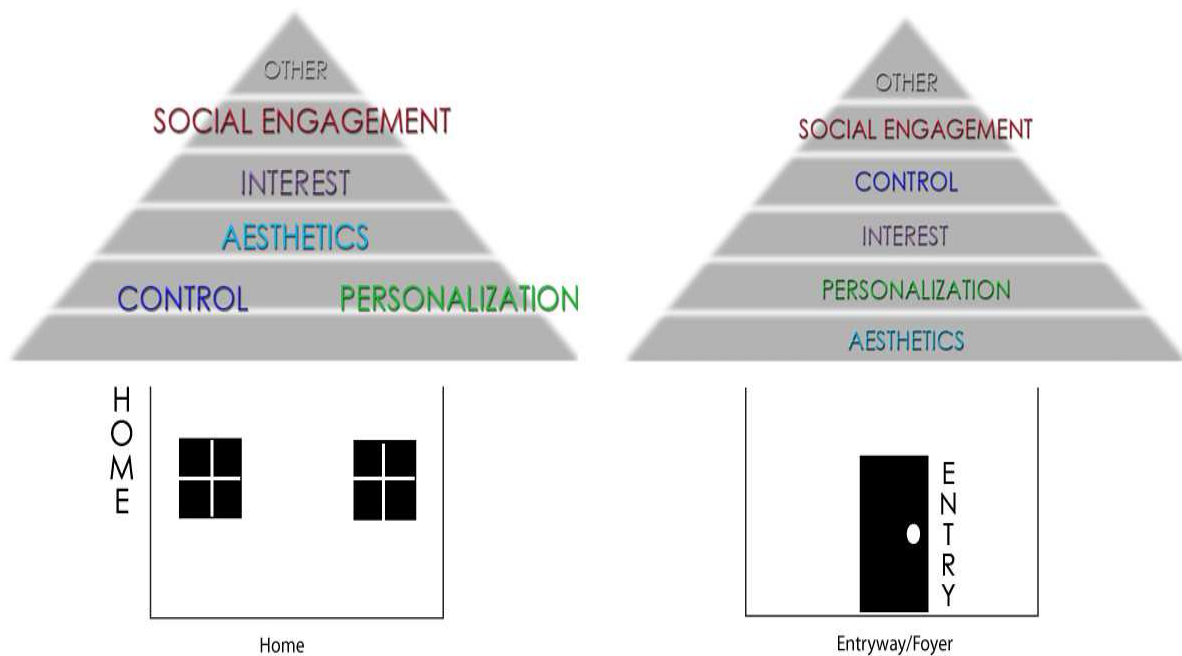 OTHER
SOCIAL ENGAGEMENT
INTEREST
AESTHETICS
CONTROL PERSONALIZATION
HOME
Home
OTHER
SOCIAL ENGAGEMENT
CONTROL
INTEREST
PERSONALIZATION
AESTHETICS
ENTRY
Entryway/Foyer